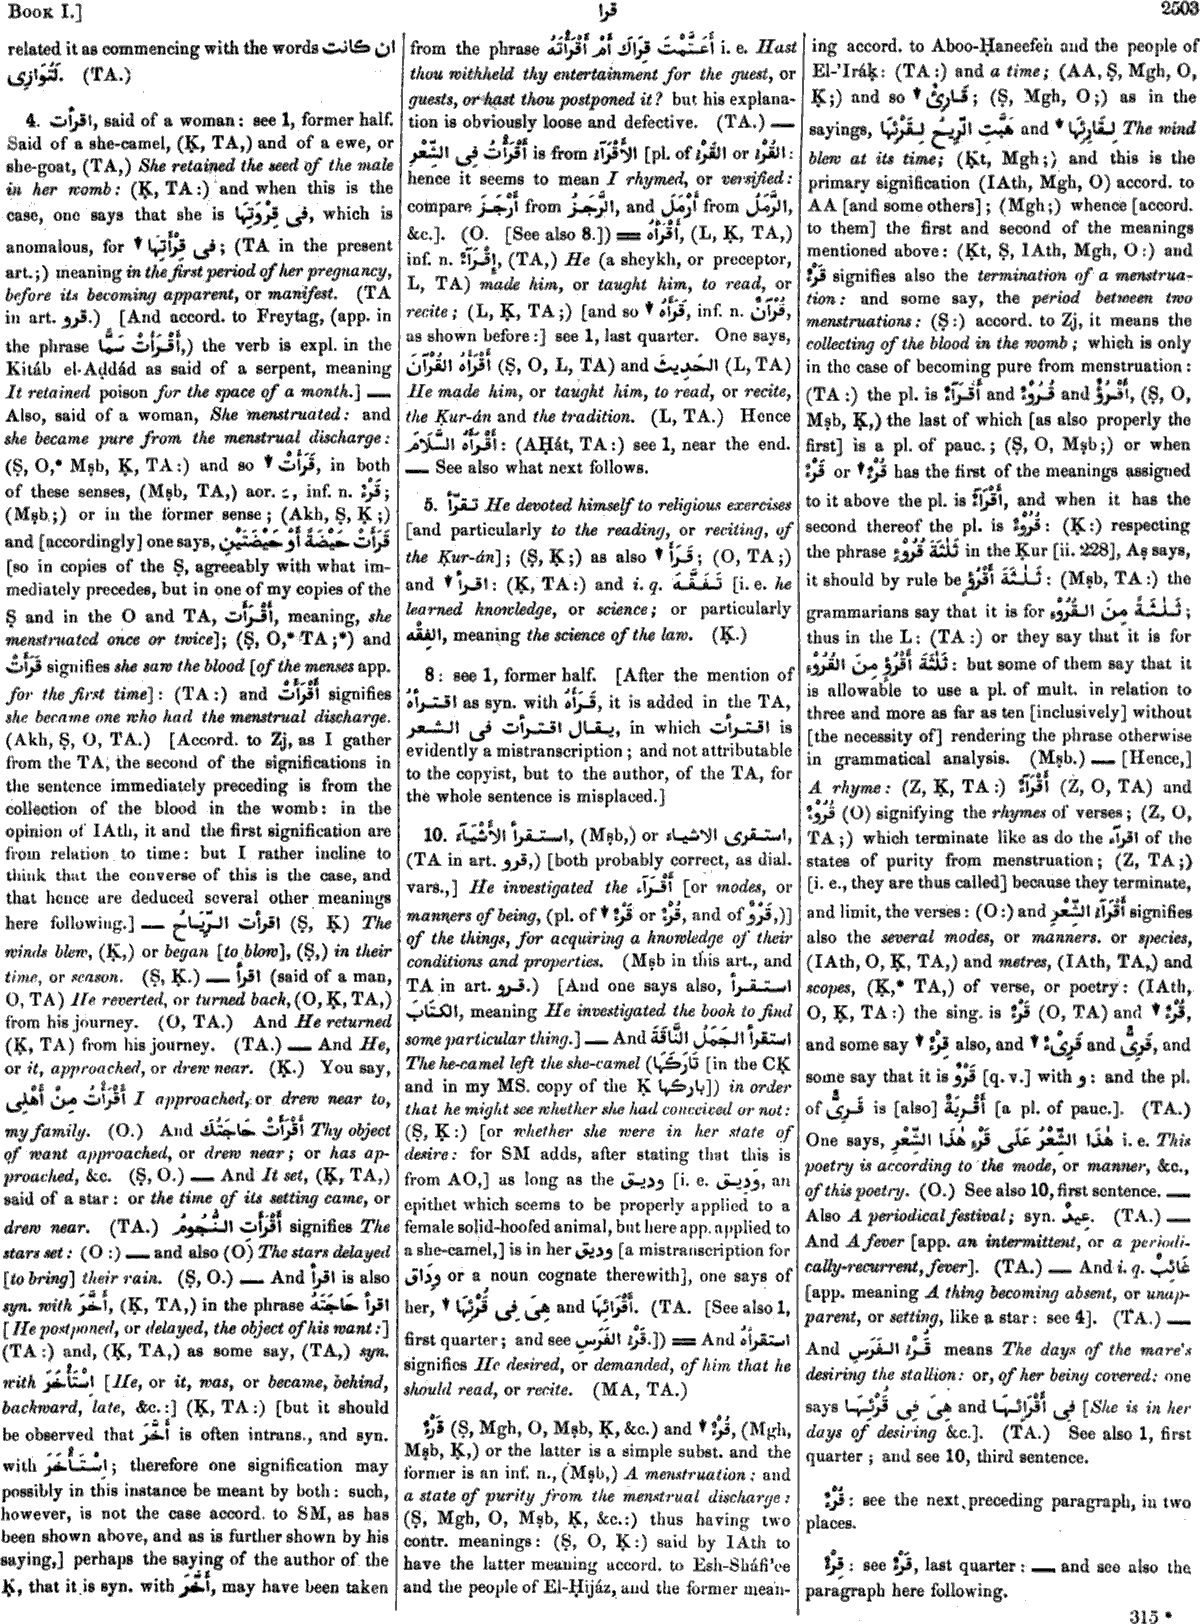 BOOK I.]
قرا
2503
related it as commencing with the words ان كانت
لَتُوَازِى. (TA.)
4. اقرأت, said of a woman: see 1, former half.
Said of a she-camel, (Ḳ, TA,) and of a ewe, or
she-goat, (TA,) She retained the seed of the male
in her womb: (Ḳ, TA:) and when this is the
case, one says that she is فِى قِرْوَتِهَا, which is
anomalous, for ↓ فى قِرْأَتِهَا; (TA in the present
art.;) meaning in the first period of her pregnancy,
before its becoming apparent, or manifest. (TA
in art. قرو.) [And accord. to Freytag, (app. in
the phrase أَقْرَأَتْ سَمًّا,) the verb is expl. in the
Kitáb el-Aḍdád as said of a serpent, meaning
It retained poison for the space of a month.] —
Also, said of a woman, She menstruated: and
she became pure from the menstrual discharge:
(Ṣ, O,* Mṣb, Ḳ, TA:) and so ↓ قَرَأَتْ, in both
of these senses, (Mṣb, TA,) aor. ـَ, inf. n. قُرْءٌ;
(Mṣb;) or in the former sense; (Akh, Ṣ, Ḳ;)
and [accordingly] one says, قَرَأَتْ حَيْضَةً أَوْ حَيْضَتَيْنِ
[so in copies of the Ṣ, agreeably with what im-
mediately precedes, but in one of my copies of the
Ṣ and in the O and TA, أَقْرَأَتْ, meaning, she
menstruated once or twice]; (Ṣ, O,* TA;*) and
قَرَأَتْ signifies she saw the blood [of the menses app.
for the first time]: (TA:) and أَقْرَأَتْ signifies
she became one who had the menstrual discharge.
(Akh, Ṣ, O, TA.) [Accord. to Zj, as I gather
from the TA, the second of the significations in
the sentence immediately preceding is from the
collection of the blood in the womb: in the
opinion of IAth, it and the first signification are
from relation to time: but I rather incline to
think that the converse of this is the case, and
that hence are deduced several other meanings
here following.] — اقرأت الرِّيَاحُ (Ṣ, Ḳ) The
winds blew, (Ḳ,) or began [to blow], (Ṣ,) in their
time, or season. (Ṣ, Ḳ.) — اقرأ (said of a man,
O, TA) He reverted, or turned back, (O, Ḳ, TA,)
from his journey. (O, TA.) And He returned
(Ḳ, TA) from his journey. (TA.) — And He,
or it, approached, or drew near. (Ḳ.) You say,
أَقْرَأْتُ مِنْ أَهْلِى I approached, or drew near to,
my family. (O.) And أَقْرَأَتْ حَاجَتُكَ Thy object
of want approached, or drew near; or has ap-
proached, &c. (Ṣ, O.) — And It set, (Ḳ, TA,)
said of a star: or the time of its setting came, or
drew near. (TA.) أَقْرَأَتِ النُّجُومُ signifies The
stars set: (O:) — and also (O) The stars delayed
[to bring] their rain. (Ṣ, O.) — And اقرأ is also
syn. with أَخَّرَ, (Ḳ, TA,) in the phrase اقرأ حَاجَتَهُ
[He postponed, or delayed, the object of his want:]
(TA:) and, (Ḳ, TA,) as some say, (TA,) syn.
with اِسْتَأْخَرَ [He, or it, was, or became, behind,
backward, late, &c.:] (Ḳ, TA:) [but it should
be observed that أَخَّرَ is often intrans., and syn.
with اِسْتَأْخَرَ; therefore one signification may
possibly in this instance be meant by both: such,
however, is not the case accord. to SM, as has
been shown above, and as is further shown by his
saying,] perhaps the saying of the author of the
Ḳ, that it is syn. with أَخَّرَ, may have been taken
from the phrase أَعَتَّمْتَ قِرَاكَ أَمْ أَقْرَأْتَهُ i. e. Hast
thou withheld thy entertainment for the guest, or
guests, or hast thou postponed it? but his explana-
tion is obviously loose and defective. (TA.) —
أَقْرَأْتُ فِى الشِّعْرِ is from الأَقْرَآءُ [pl. of القَرْءُ or القُرْءُ:
hence it seems to mean I rhymed, or versified:
compare أَرْجَزَ from الرَّجَزُ, and أَرْمَلَ from الرَّمَلُ,
&c.]. (O. [See also 8.]) == أَقْرَأَهُ, (L, Ḳ, TA,)
inf. n. إِقْرَآءٌ, (TA,) He (a sheykh, or preceptor,
L, TA) made him, or taught him, to read, or
recite; (L, Ḳ, TA;) [and so ↓ قَرَأَهُ, inf. n. قُرْآنٌ,
as shown before:] see 1, last quarter. One says,
أَقْرَأَهُ القُرْآنَ (Ṣ, O, L, TA) and الحَدِيثَ (L, TA)
He made him, or taught him, to read, or recite,
the Ḳur-án and the tradition. (L, TA.) Hence
أَقْرَأَهُ السَّلَامَ: (AḤát, TA:) see 1, near the end.
— See also what next follows.
5. تقرّأ He devoted himself to religious exercises
[and particularly to the reading, or reciting, of
the Ḳur-án]; (Ṣ, Ḳ;) as also ↓ قَرَأَ; (O, TA;)
and ↓ اقرأ: (Ḳ, TA:) and i. q. تَفَقَّهَ [i. e. he
learned knowledge, or science; or particularly
الفِقْه, meaning the science of the law. (Ḳ.)
8: see 1, former half. [After the mention of
اقترأهُ as syn. with قَرَأَهُ, it is added in the TA,
يقال اقترأت فى الشعر, in which اقترأت is
evidently a mistranscription; and not attributable
to the copyist, but to the author, of the TA, for
the whole sentence is misplaced.]
10. استقرأ الأَشْيَآءَ, (Mṣb,) or استقرى الاشياء,
(TA in art. قرو,) [both probably correct, as dial.
vars.,] He investigated the أَقْرَآء [or modes, or
manners of being, (pl. of ↓ قَرْءٌ or قُرْءٌ, and of قَرْوٌ,)]
of the things, for acquiring a knowledge of their
conditions and properties. (Mṣb in this art., and
TA in art. قرو.) [And one says also, استقرأ
الكِتَابَ, meaning He investigated the book to find
some particular thing.] — And استقرأ الجَمَلُ النَّاقَةَ
The he-camel left the she-camel (تَارَكَهَا [in the CḲ
and in my MS. copy of the Ḳ باركها]) in order
that he might see whether she had conceived or not:
(Ṣ, Ḳ:) [or whether she were in her state of
desire: for SM adds, after stating that this is
from AO,] as long as the وديق [i. e. وَدِيق, an
epithet which seems to be properly applied to a
female solid-hoofed animal, but here app. applied to
a she-camel,] is in her وديق [a mistranscription for
وِدَاق or a noun cognate therewith], one says of
her, ↓ هِىَ فِى قُرْئِهَا and أَقْرَائِهَا. (TA. [See also 1,
first quarter; and see قَرْءُ الفَرَسِ.]) == And استقرأهُ
signifies He desired, or demanded, of him that he
should read, or recite. (MA, TA.)
قَرْءٌ (Ṣ, Mgh, O, Mṣb, Ḳ, &c.) and ↓ قُرْءٌ, (Mgh,
Mṣb, Ḳ,) or the latter is a simple subst. and the
former is an inf. n., (Mṣb,) A menstruation: and
a state of purity from the menstrual discharge:
(Ṣ, Mgh, O, Mṣb, Ḳ, &c.:) thus having two
contr. meanings: (Ṣ, O, Ḳ:) said by IAth to
have the latter meaning accord. to Esh-Sháfi'ee
and the people of El-Ḥijáz, and the former mean-
ing accord. to Aboo-Ḥaneefeh and the people of
El-'Iráḳ: (TA:) and a time; (AA, Ṣ, Mgh, O,
Ḳ;) and so ↓ قَارِئٌ; (Ṣ, Mgh, O;) as in the
sayings, هَبَّتِ الرِّيحُ لِقَرْئِهَا and ↓ لِقَارِئِهَا The wind
blew at its time; (Ḳt, Mgh;) and this is the
primary signification (IAth, Mgh, O) accord. to
AA [and some others]; (Mgh;) whence [accord.
to them] the first and second of the meanings
mentioned above: (Ḳt, Ṣ, IAth, Mgh, O:) and
قَرْءٌ signifies also the termination of a menstrua-
tion: and some say, the period between two
menstruations: (Ṣ:) accord. to Zj, it means the
collecting of the blood in the womb; which is only
in the case of becoming pure from menstruation:
(TA:) the pl. is أَقْرَآءٌ and قُرُوْءٌ and أَقْرُؤٌ, (Ṣ, O,
Mṣb, Ḳ,) the last of which [as also properly the
first] is a pl. of pauc.; (Ṣ, O, Mṣb;) or when
قَرْءٌ or ↓ قُرْءٌ has the first of the meanings assigned
to it above the pl. is أَقْرَآءٌ, and when it has the
second thereof the pl. is قُرُوْءٌ: (Ḳ:) respecting
the phrase ثَلٰثَةَ قُرُوْءٍ in the Ḳur [ii. 228], Aṣ says,
it should by rule be ثَلٰثَةَ أَقْرُؤٍ: (Mṣb, TA:) the
grammarians say that it is for ثَلٰثَةً مِنَ القُرُوْءِ;
thus in the L: (TA:) or they say that it is for
ثَلٰثَةَ أَقْرُؤٍ مِنَ القُرُوْءِ: but some of them say that it
is allowable to use a pl. of mult. in relation to
three and more as far as ten [inclusively] without
[the necessity of] rendering the phrase otherwise
in grammatical analysis. (Mṣb.) — [Hence,]
A rhyme: (Z, Ḳ, TA:) أَقْرَآءٌ (Z, O, TA) and
قُرُوْءٌ (O) signifying the rhymes of verses; (Z, O,
TA;) which terminate like as do the اقرآء of the
states of purity from menstruation; (Z, TA;)
[i. e., they are thus called] because they terminate,
and limit, the verses: (O:) and أَقْرَآءُ الشِّعْرِ signifies
also the several modes, or manners. or species,
(IAth, O, Ḳ, TA,) and metres, (IAth, TA,) and
scopes, (Ḳ,* TA,) of verse, or poetry: (IAth,
O, Ḳ, TA:) the sing. is قَرْءٌ (O, TA) and ↓ قُرْءٌ,
and some say ↓ قِرْءٌ also, and ↓ قَرِىْءٌ and قَرِىٌّ, and
some say that it is قَرْوٌ [q. v.] with و: and the pl.
of قَرِىٌّ is [also] أَقْرِيَةٌ [a pl. of pauc.]. (TA.)
One says, هٰذَا الشِّعْرُ عَلَى قَرْءِ هٰذَا الشِّعْرِ i. e. This
poetry is according to the mode, or manner, &c.,
of this poetry. (O.) See also 10, first sentence. —
Also A periodical festival; syn. عِيدٌ. (TA.) —
And A fever [app. an intermittent, or a periodi-
cally-recurrent, fever]. (TA.) — And i. q. غَائِبٌ
[app. meaning A thing becoming absent, or unap-
parent, or setting, like a star: see 4]. (TA.) —
And قَرْءُ الفَرَسِ means The days of the mare's
desiring the stallion: or, of her being covered: one
says هِىَ فِى قَرْئِهَا and فِى أَقْرَائِهَا [She is in her
days of desiring &c.]. (TA.) See also 1, first
quarter; and see 10, third sentence.
قُرْءٌ: see the next preceding paragraph, in two
places.
قِرْءٌ: see قَرْءٌ, last quarter: — and see also the
paragraph here following.
315 *